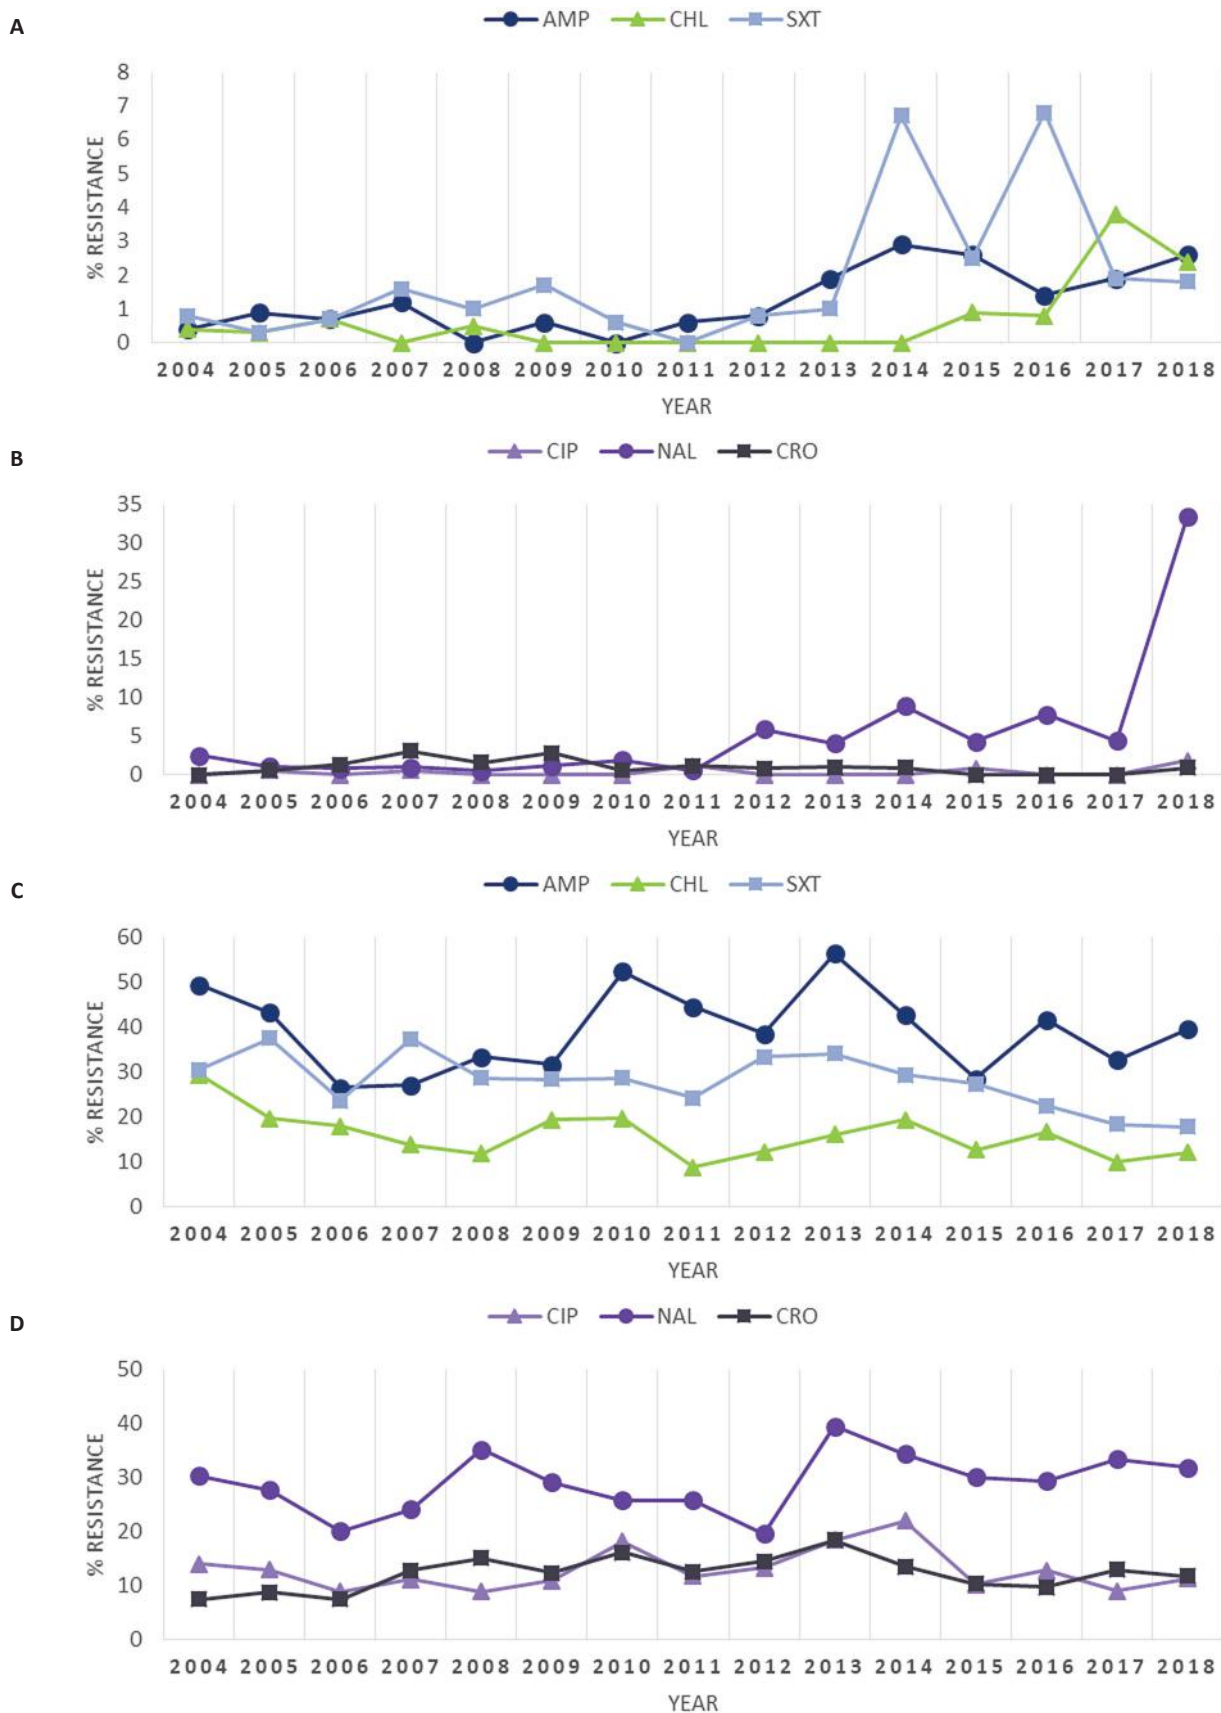 A
AMP CHL SXT
8
7
6
5
4
3
2
1
0
% RESISTANCE
2004 2005 2006 2007 2008 2009 2010 2011 2012 2013 2014 2015 2016 2017 2018
YEAR
B
CIP NAL CRO
35
30
25
20
15
10
5
0
% RESISTANCE
2004 2005 2006 2007 2008 2009 2010 2011 2012 2013 2014 2015 2016 2017 2018
YEAR
C
AMP CHL SXT
60
50
40
30
20
10
0
% RESISTANCE
2004 2005 2006 2007 2008 2009 2010 2011 2012 2013 2014 2015 2016 2017 2018
YEAR
D
CIP NAL CRO
50
40
30
20
10
0
% RESISTANCE
2004 2005 2006 2007 2008 2009 2010 2011 2012 2013 2014 2015 2016 2017 2018
YEAR